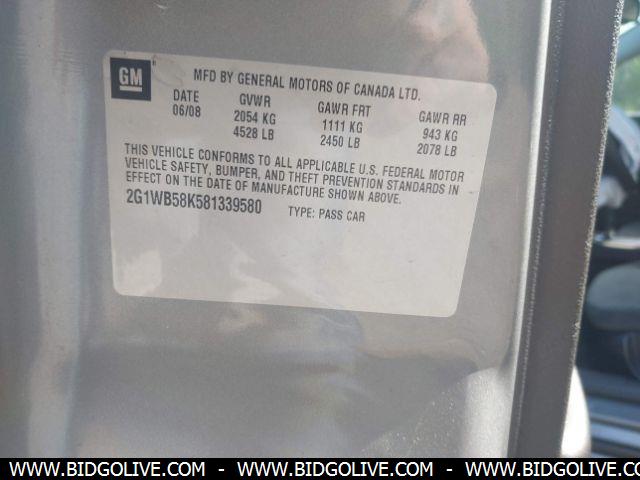 GM
MFD BY GENERAL MOTORS OF CANADA LTD.
DATE GVWR GAWR FRT GAWR RR
06/08 2054 KG 1111 KG 943 KG
4528 LB 2450 LB 2078 LB
THIS VEHICLE CONFORMS TO ALL APPLICABLE U.S. FEDERAL MOTOR
VEHICLE SAFETY, BUMPER, AND THEFT PREVENTION STANDARDS IN
EFFECT ON THE DATE OF MANUFACTURE SHOWN ABOVE.
2G1WB58K581339580 TYPE: PASS CAR
WWW.BIDGOLIVE.COM - WWW.BIDGOLIVE.COM - WWW.BIDGOLIVE.COM